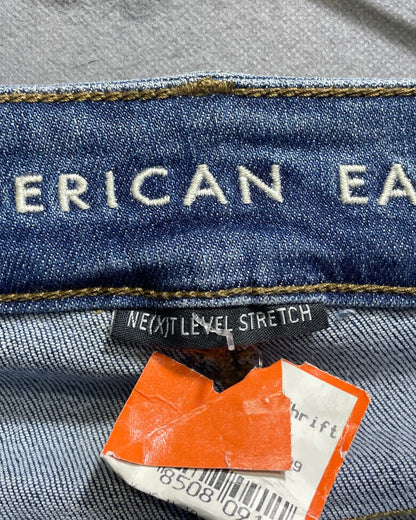 ERICAN EA
NE(X)T LEVEL STRETCH
hrift
9
8508 09